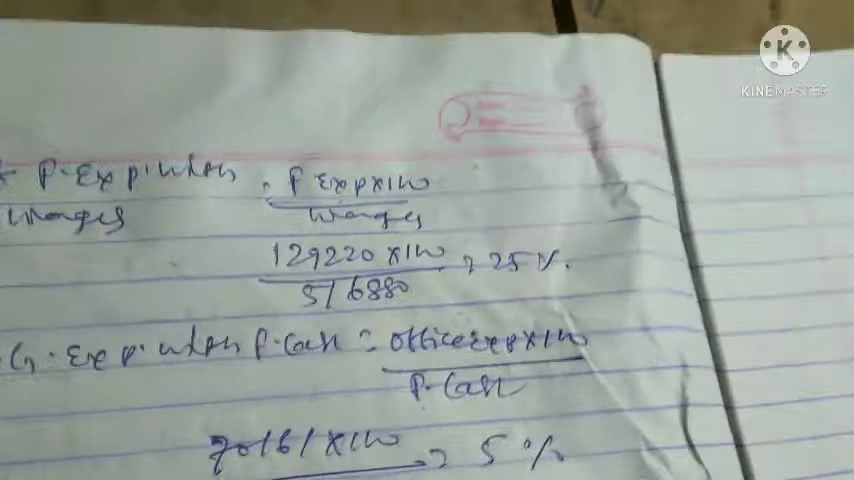 K
KINEMASTER
P. Exp. when = P Exp x 100
Wages Wages
129220 x 100 = 25 %.
516880
G. Exp. when P. Cost = office exp x 100
P. Cost
70161 x 100 = 5 %